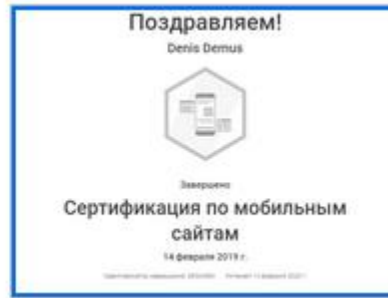 Поздравляем!
Denis Demus
Завершено
Сертификация по мобильным
сайтам
14 февраля 2019 г.